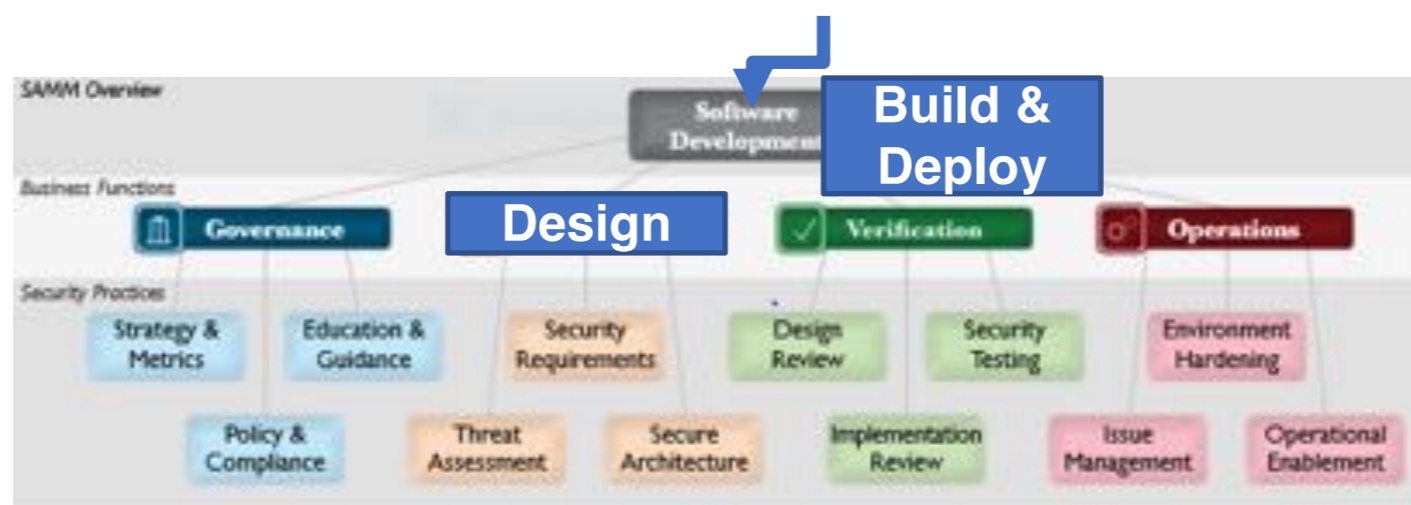 SAMM Overview
Software
Development
Build &
Deploy
Business Functions
Governance
Design
Verification
Operations
Security Practices
Strategy &
Metrics
Education &
Guidance
Security
Requirements
Design
Review
Security
Testing
Environment
Hardening
Policy &
Compliance
Threat
Assessment
Secure
Architecture
Implementation
Review
Issue
Management
Operational
Enablement